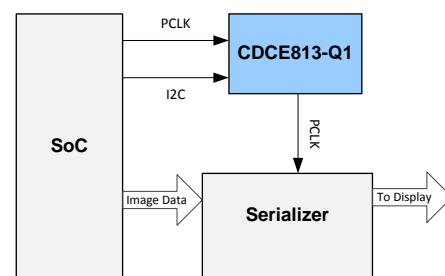 PCLK
CDCE813-Q1
I2C
PCLK
SoC
Image Data
Serializer
To Display